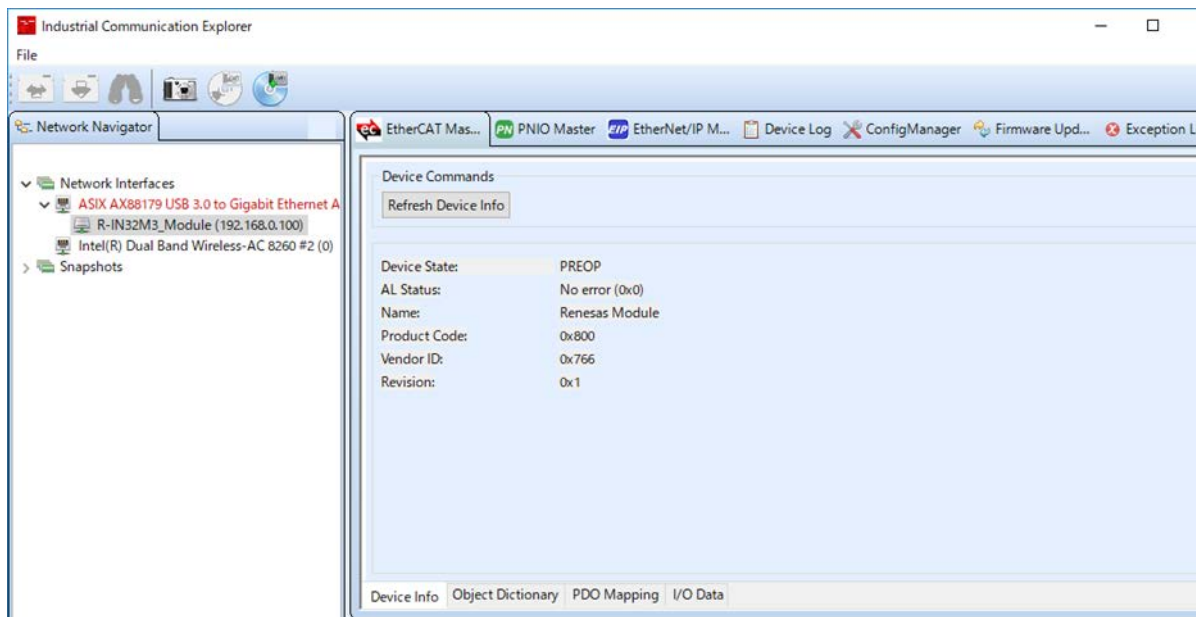 Industrial Communication Explorer
File
Network Navigator
Network Interfaces
ASIX AX88179 USB 3.0 to Gigabit Ethernet A
R-IN32M3_Module (192.168.0.100)
Intel(R) Dual Band Wireless-AC 8260 #2 (0)
Snapshots
EtherCAT Mas... PNIO Master EtherNet/IP M... Device Log ConfigManager Firmware Upd... Exception L
Device Commands
Refresh Device Info
Device State: PREOP
AL Status: No error (0x0)
Name: Renesas Module
Product Code: 0x800
Vendor ID: 0x766
Revision: 0x1
Device Info Object Dictionary PDO Mapping I/O Data